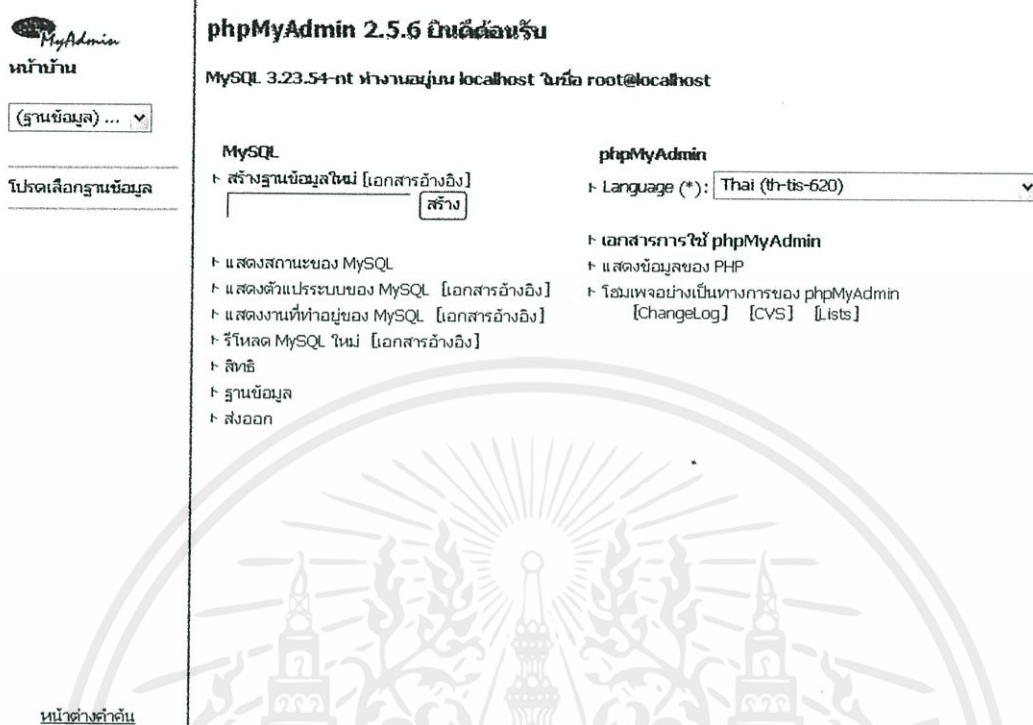 MyAdmin
หน้าบ้าน
(ฐานข้อมูล) ...
โปรดเลือกฐานข้อมูล
หน้าต่างคำค้น
phpMyAdmin 2.5.6 ยินดีต้อนรับ
MySQL 3.23.54-nt ทำงานอยู่บน localhost ในชื่อ root@localhost
MySQL
สร้างฐานข้อมูลใหม่ [เอกสารอ้างอิง]
สร้าง
แสดงสถานะของ MySQL
แสดงตัวแปรระบบของ MySQL [เอกสารอ้างอิง]
แสดงงานที่ทำอยู่ของ MySQL [เอกสารอ้างอิง]
รีโหลด MySQL ใหม่ [เอกสารอ้างอิง]
สิทธิ
ฐานข้อมูล
ส่งออก
phpMyAdmin
Language (*): Thai (th-tis-620)
เอกสารการใช้ phpMyAdmin
แสดงข้อมูลของ PHP
โฮมเพจอย่างเป็นทางการของ phpMyAdmin
[ChangeLog] [CVS] [Lists]